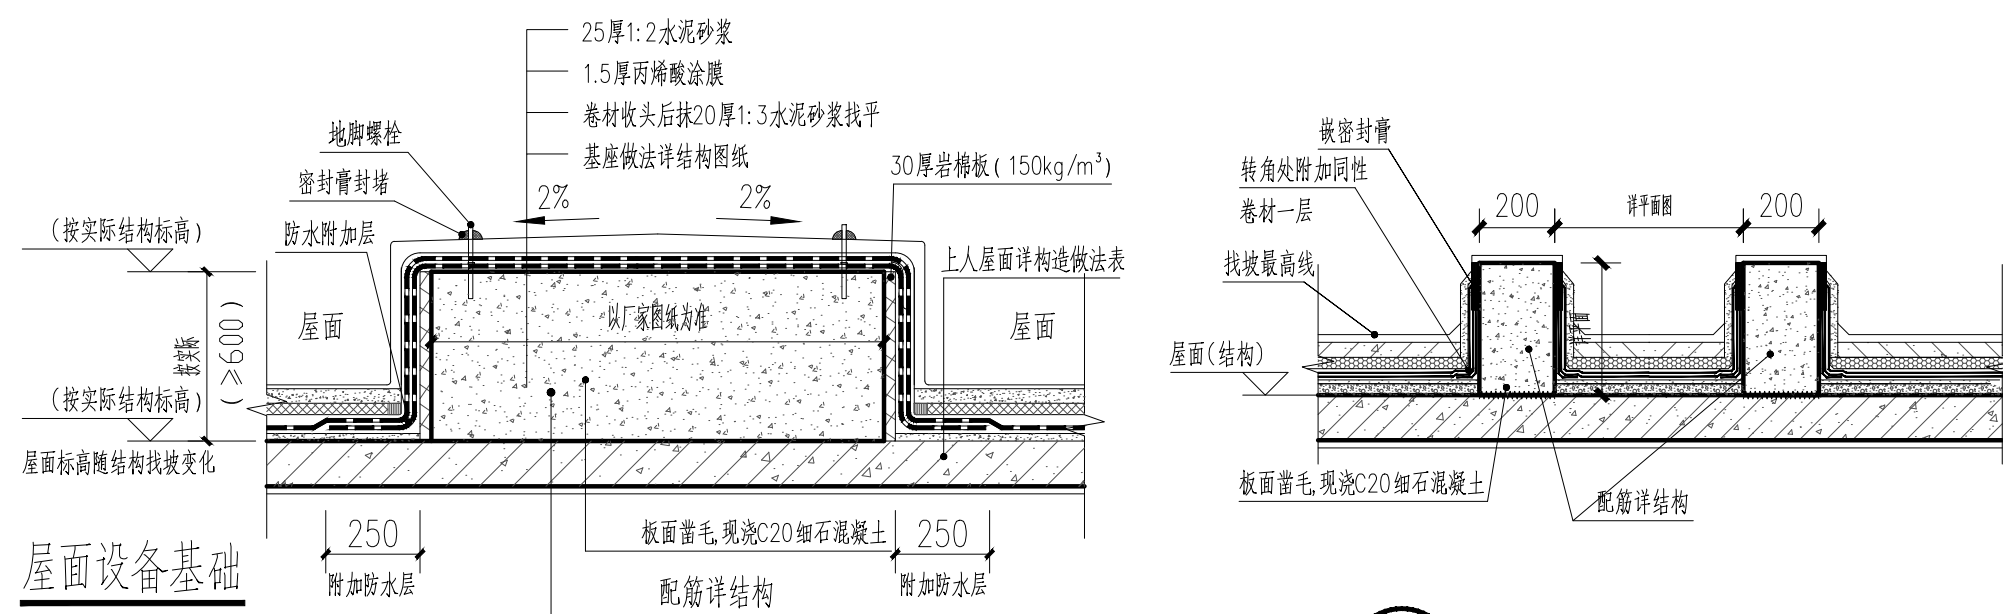 25厚1:2水泥砂浆
1.5厚丙烯酸涂膜
卷材收头后抹20厚1:3水泥砂浆找平
基座做法详结构图纸
地脚螺栓
密封膏封堵
防水附加层
2%
2%
30厚岩棉板(150kg/m³)
(按实际结构标高)
上人屋面详构造做法表
屋面
以厂家图纸为准
屋面
按实际
(≥600)
(按实际结构标高)
屋面标高随结构找坡变化
250
附加防水层
板面凿毛,现浇C20细石混凝土
250
附加防水层
配筋详结构
屋面设备基础
嵌密封膏
转角处附加同性
卷材一层
200
详平面图
200
找坡最高线
屋面(结构)
详平面
板面凿毛,现浇C20细石混凝土
配筋详结构